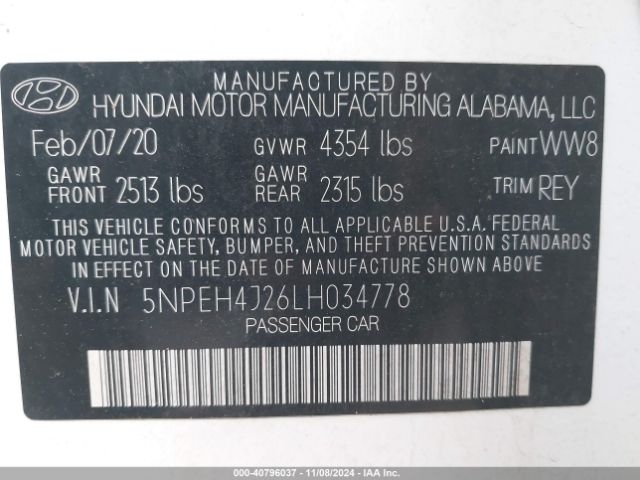 MANUFACTURED BY
HYUNDAI MOTOR MANUFACTURING ALABAMA, LLC
Feb/07/20 GVWR 4354 lbs PAINT WW8
GAWR FRONT 2513 lbs GAWR REAR 2315 lbs TRIM REY
THIS VEHICLE CONFORMS TO ALL APPLICABLE U.S.A. FEDERAL
MOTOR VEHICLE SAFETY, BUMPER, AND THEFT PREVENTION STANDARDS
IN EFFECT ON THE DATE OF MANUFACTURE SHOWN ABOVE.
V.I.N 5NPEH4J26LH034778
PASSENGER CAR
000-40796037 - 11/08/2024 - IAAI.COM